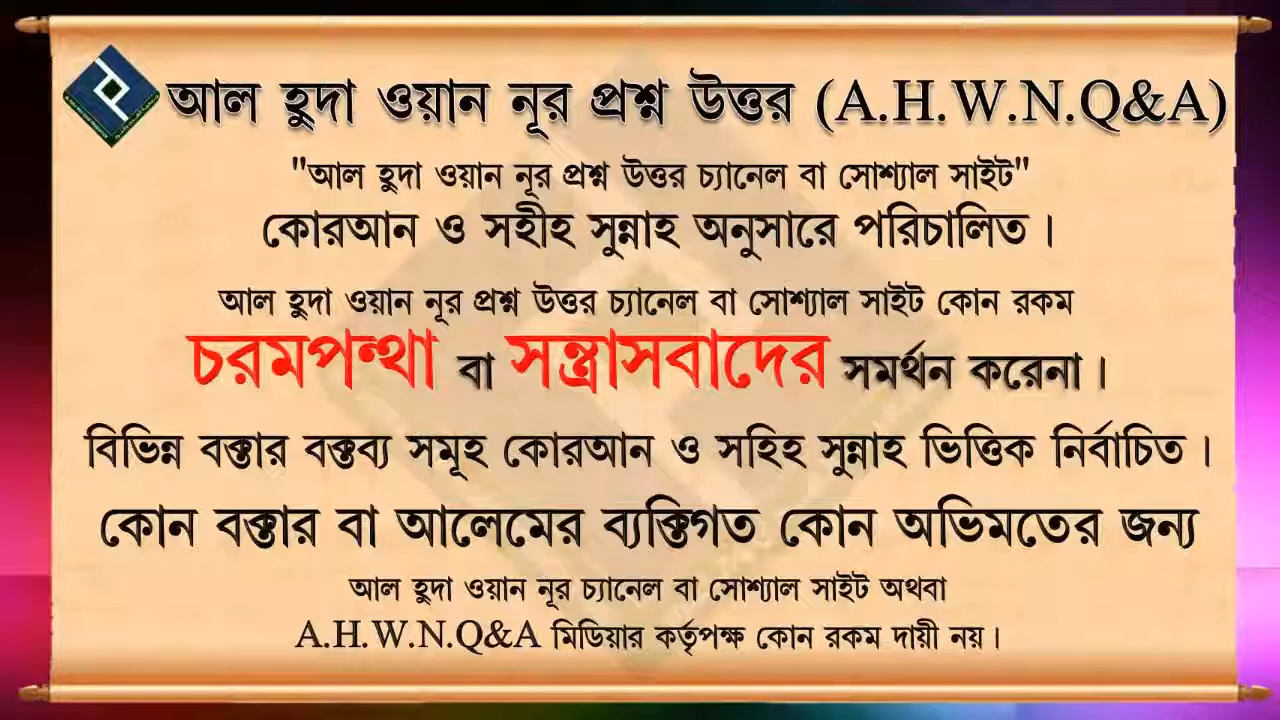 আল হুদা ওয়ান নূর প্রশ্ন উত্তর (A.H.W.N.Q&A)
"আল হুদা ওয়ান নূর প্রশ্ন উত্তর চ্যানেল বা সোশ্যাল সাইট"
কোরআন ও সহীহ সুন্নাহ অনুসারে পরিচালিত।
আল হুদা ওয়ান নূর প্রশ্ন উত্তর চ্যানেল বা সোশ্যাল সাইট কোন রকম
চরমপন্থা বা সন্ত্রাসবাদের সমর্থন করেনা।
বিভিন্ন বক্তার বক্তব্য সমূহ কোরআন ও সহিহ সুন্নাহ ভিত্তিক নির্বাচিত।
কোন বক্তার বা আলেমের ব্যক্তিগত কোন অভিমতের জন্য
আল হুদা ওয়ান নূর চ্যানেল বা সোশ্যাল সাইট অথবা
A.H.W.N.Q&A মিডিয়ার কর্তৃপক্ষ কোন রকম দায়ী নয়।